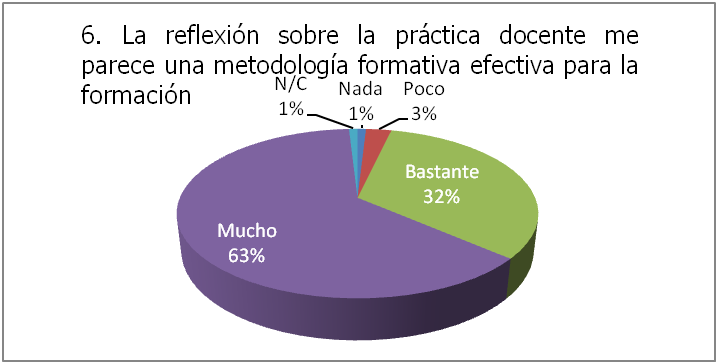 6. La reflexión sobre la práctica docente me
parece una metodología formativa efectiva para la
formación
N/C
1%
Nada
1%
Poco
3%
Bastante
32%
Mucho
63%